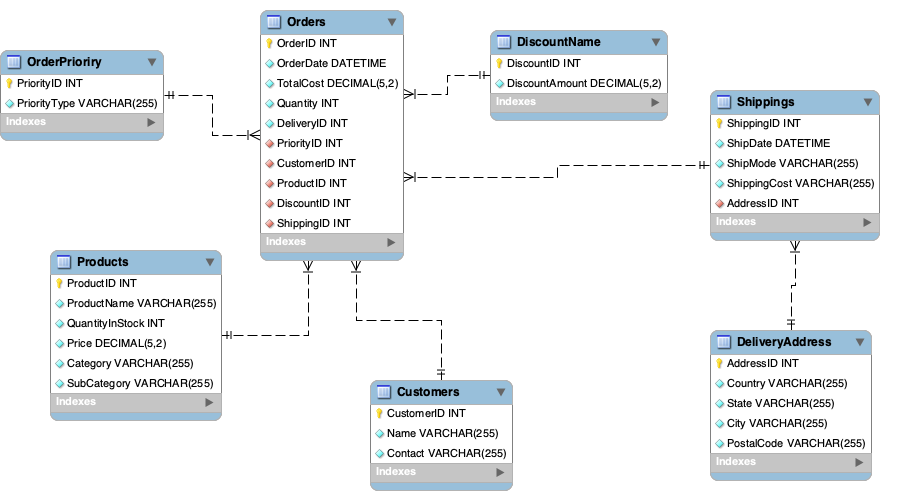 Orders
OrderID INT
OrderDate DATETIME
TotalCost DECIMAL(5,2)
Quantity INT
DeliveryID INT
PriorityID INT
CustomerID INT
ProductID INT
DiscountID INT
ShippingID INT
Indexes
OrderPrioriry
PriorityID INT
PriorityType VARCHAR(255)
Indexes
DiscountName
DiscountID INT
DiscountAmount DECIMAL(5,2)
Indexes
Shippings
ShippingID INT
ShipDate DATETIME
ShipMode VARCHAR(255)
ShippingCost VARCHAR(255)
AddressID INT
Indexes
Products
ProductID INT
ProductName VARCHAR(255)
QuantityInStock INT
Price DECIMAL(5,2)
Category VARCHAR(255)
SubCategory VARCHAR(255)
Indexes
Customers
CustomerID INT
Name VARCHAR(255)
Contact VARCHAR(255)
Indexes
DeliveryAddress
AddressID INT
Country VARCHAR(255)
State VARCHAR(255)
City VARCHAR(255)
PostalCode VARCHAR(255)
Indexes